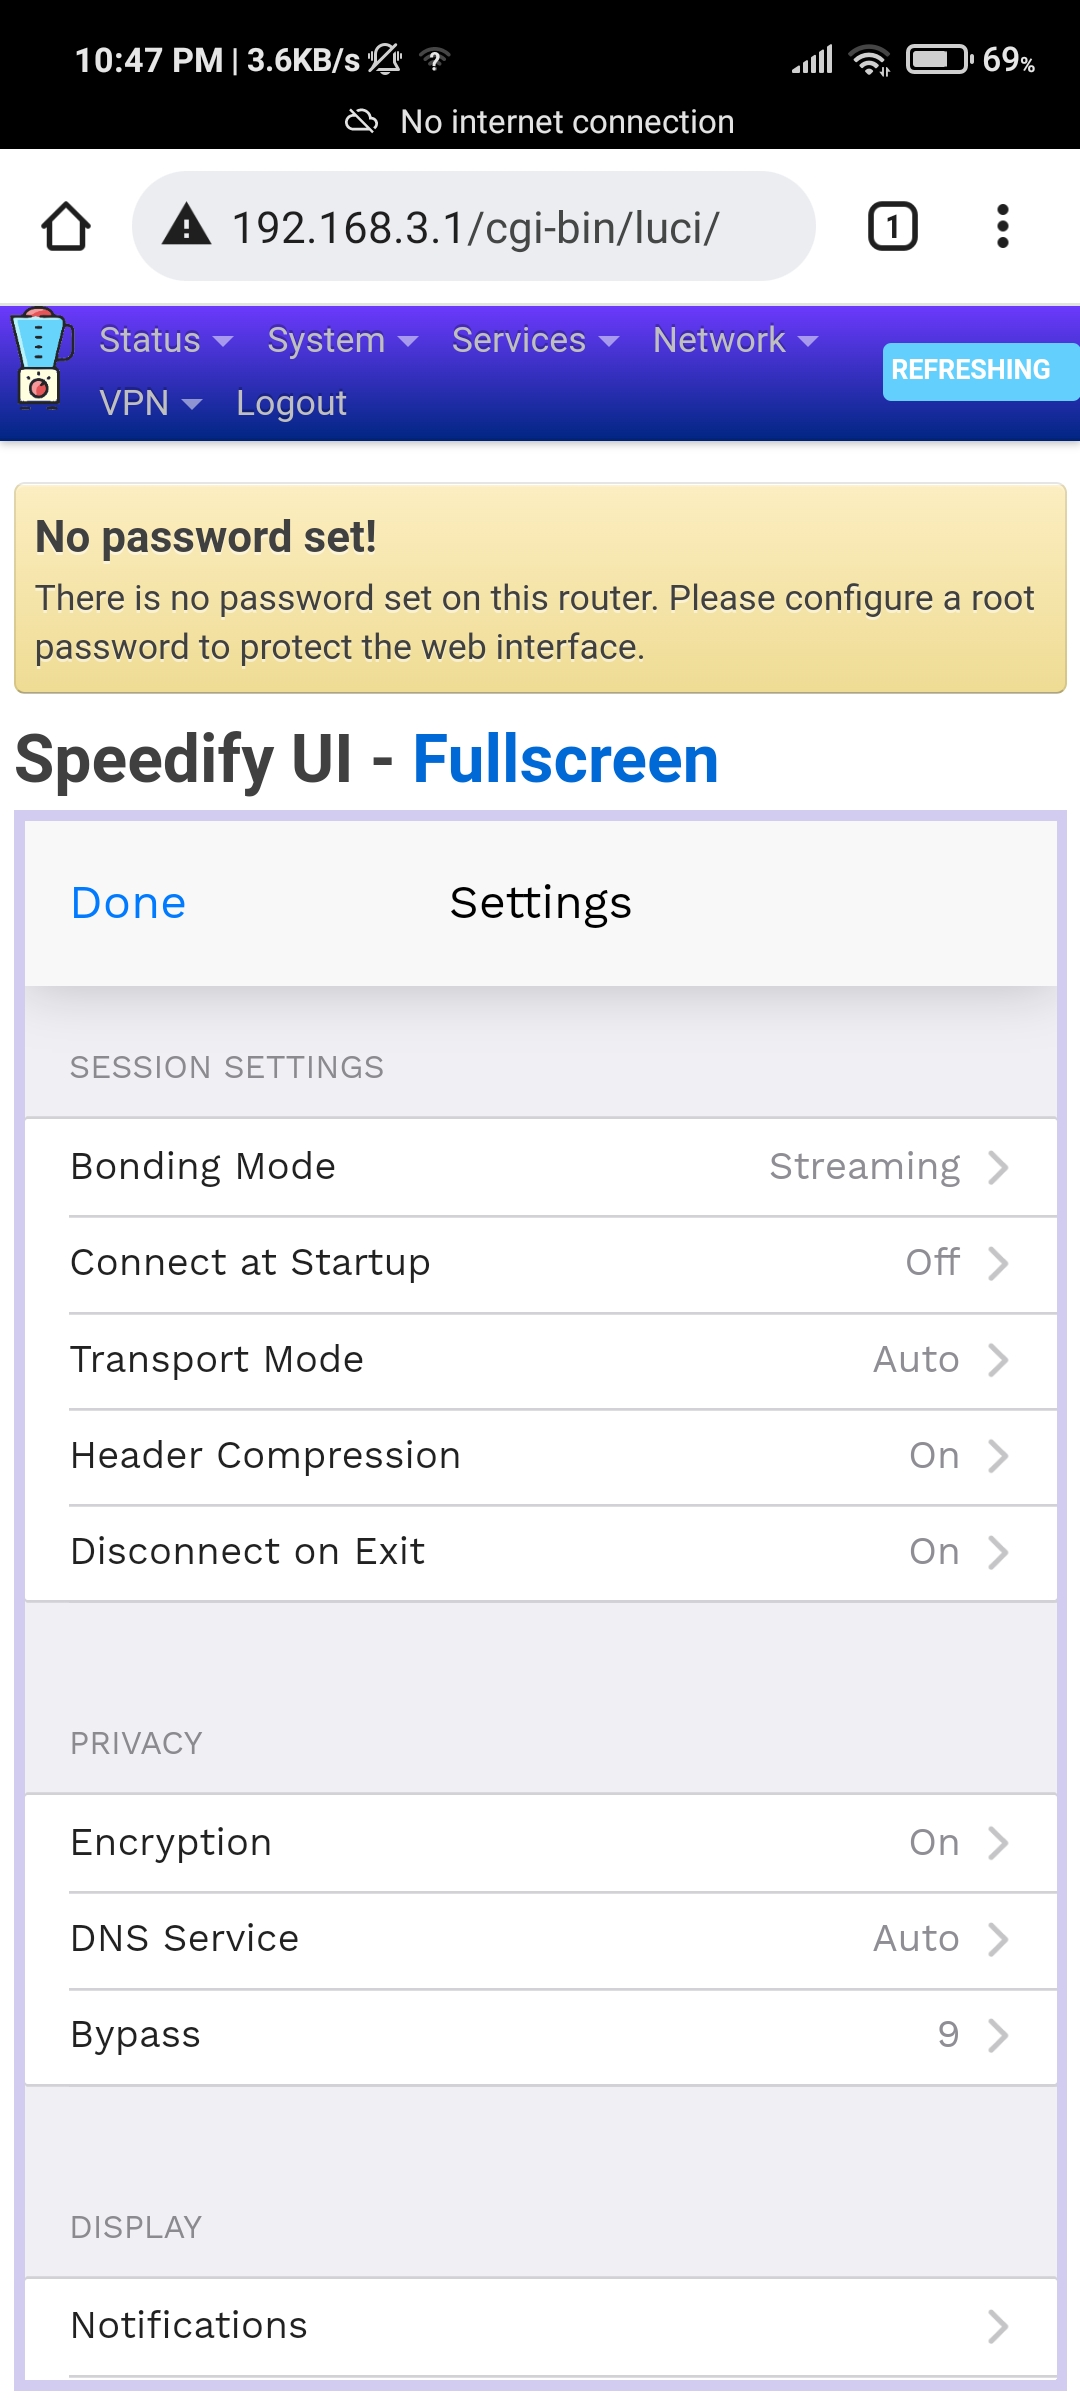 10:47 PM | 3.6KB/s 69%
No internet connection
192.168.3.1/cgi-bin/luci/ 1
Status System Services Network
VPN Logout
REFRESHING
No password set!
There is no password set on this router. Please configure a root
password to protect the web interface.
Speedify UI - Fullscreen
Done Settings
SESSION SETTINGS
Bonding Mode Streaming
Connect at Startup Off
Transport Mode Auto
Header Compression On
Disconnect on Exit On
PRIVACY
Encryption On
DNS Service Auto
Bypass 9
DISPLAY
Notifications